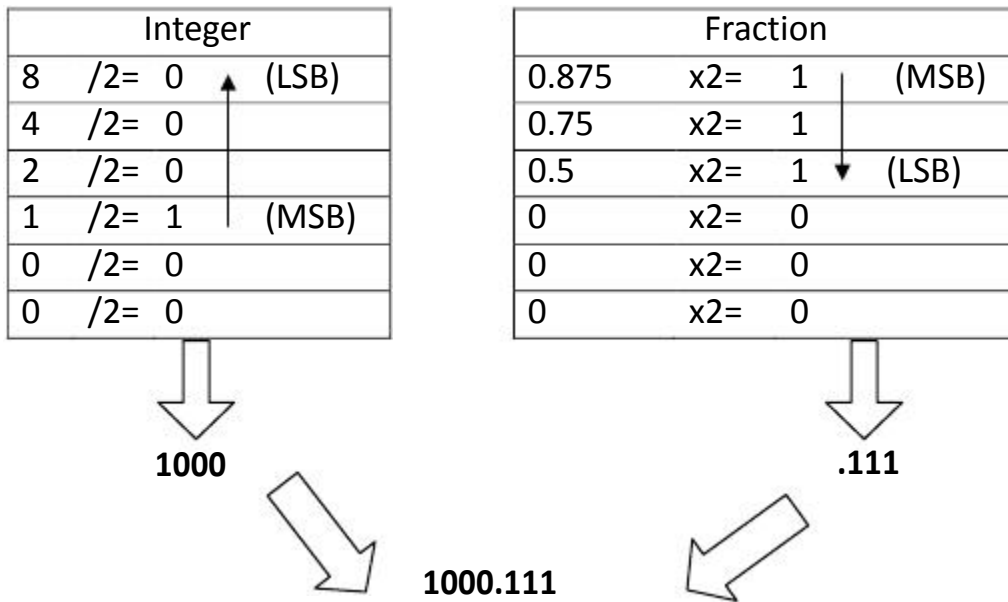 Integer
8 /2= 0 (LSB)
4 /2= 0
2 /2= 0
1 /2= 1 (MSB)
0 /2= 0
0 /2= 0
Fraction
0.875 x2= 1 (MSB)
0.75 x2= 1
0.5 x2= 1 (LSB)
0 x2= 0
0 x2= 0
0 x2= 0
1000
.111
1000.111